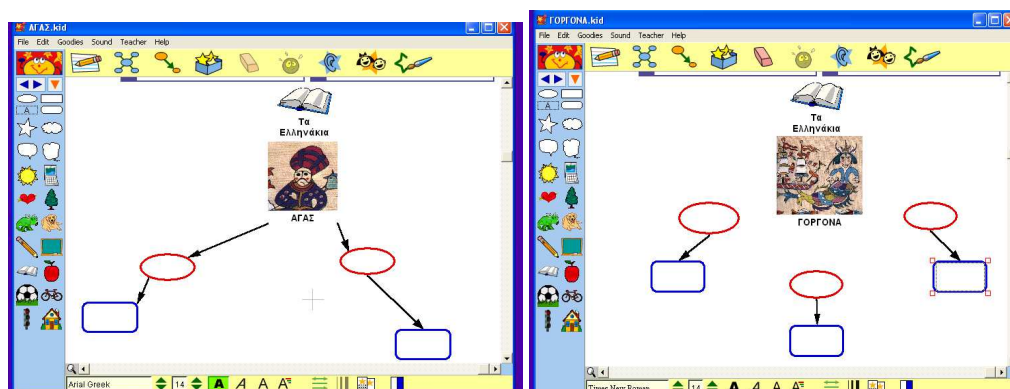 ΑΓΑΣ.kid
File Edit Goodies Sound Teacher Help
A
Τα
Ελληνάκια
ΑΓΑΣ
Arial Greek 14 A A A A
ΓΟΡΓΟΝΑ.kid
File Edit Goodies Sound Teacher Help
A
Τα
Ελληνάκια
ΓΟΡΓΟΝΑ
Times New Roman 14 A A A A